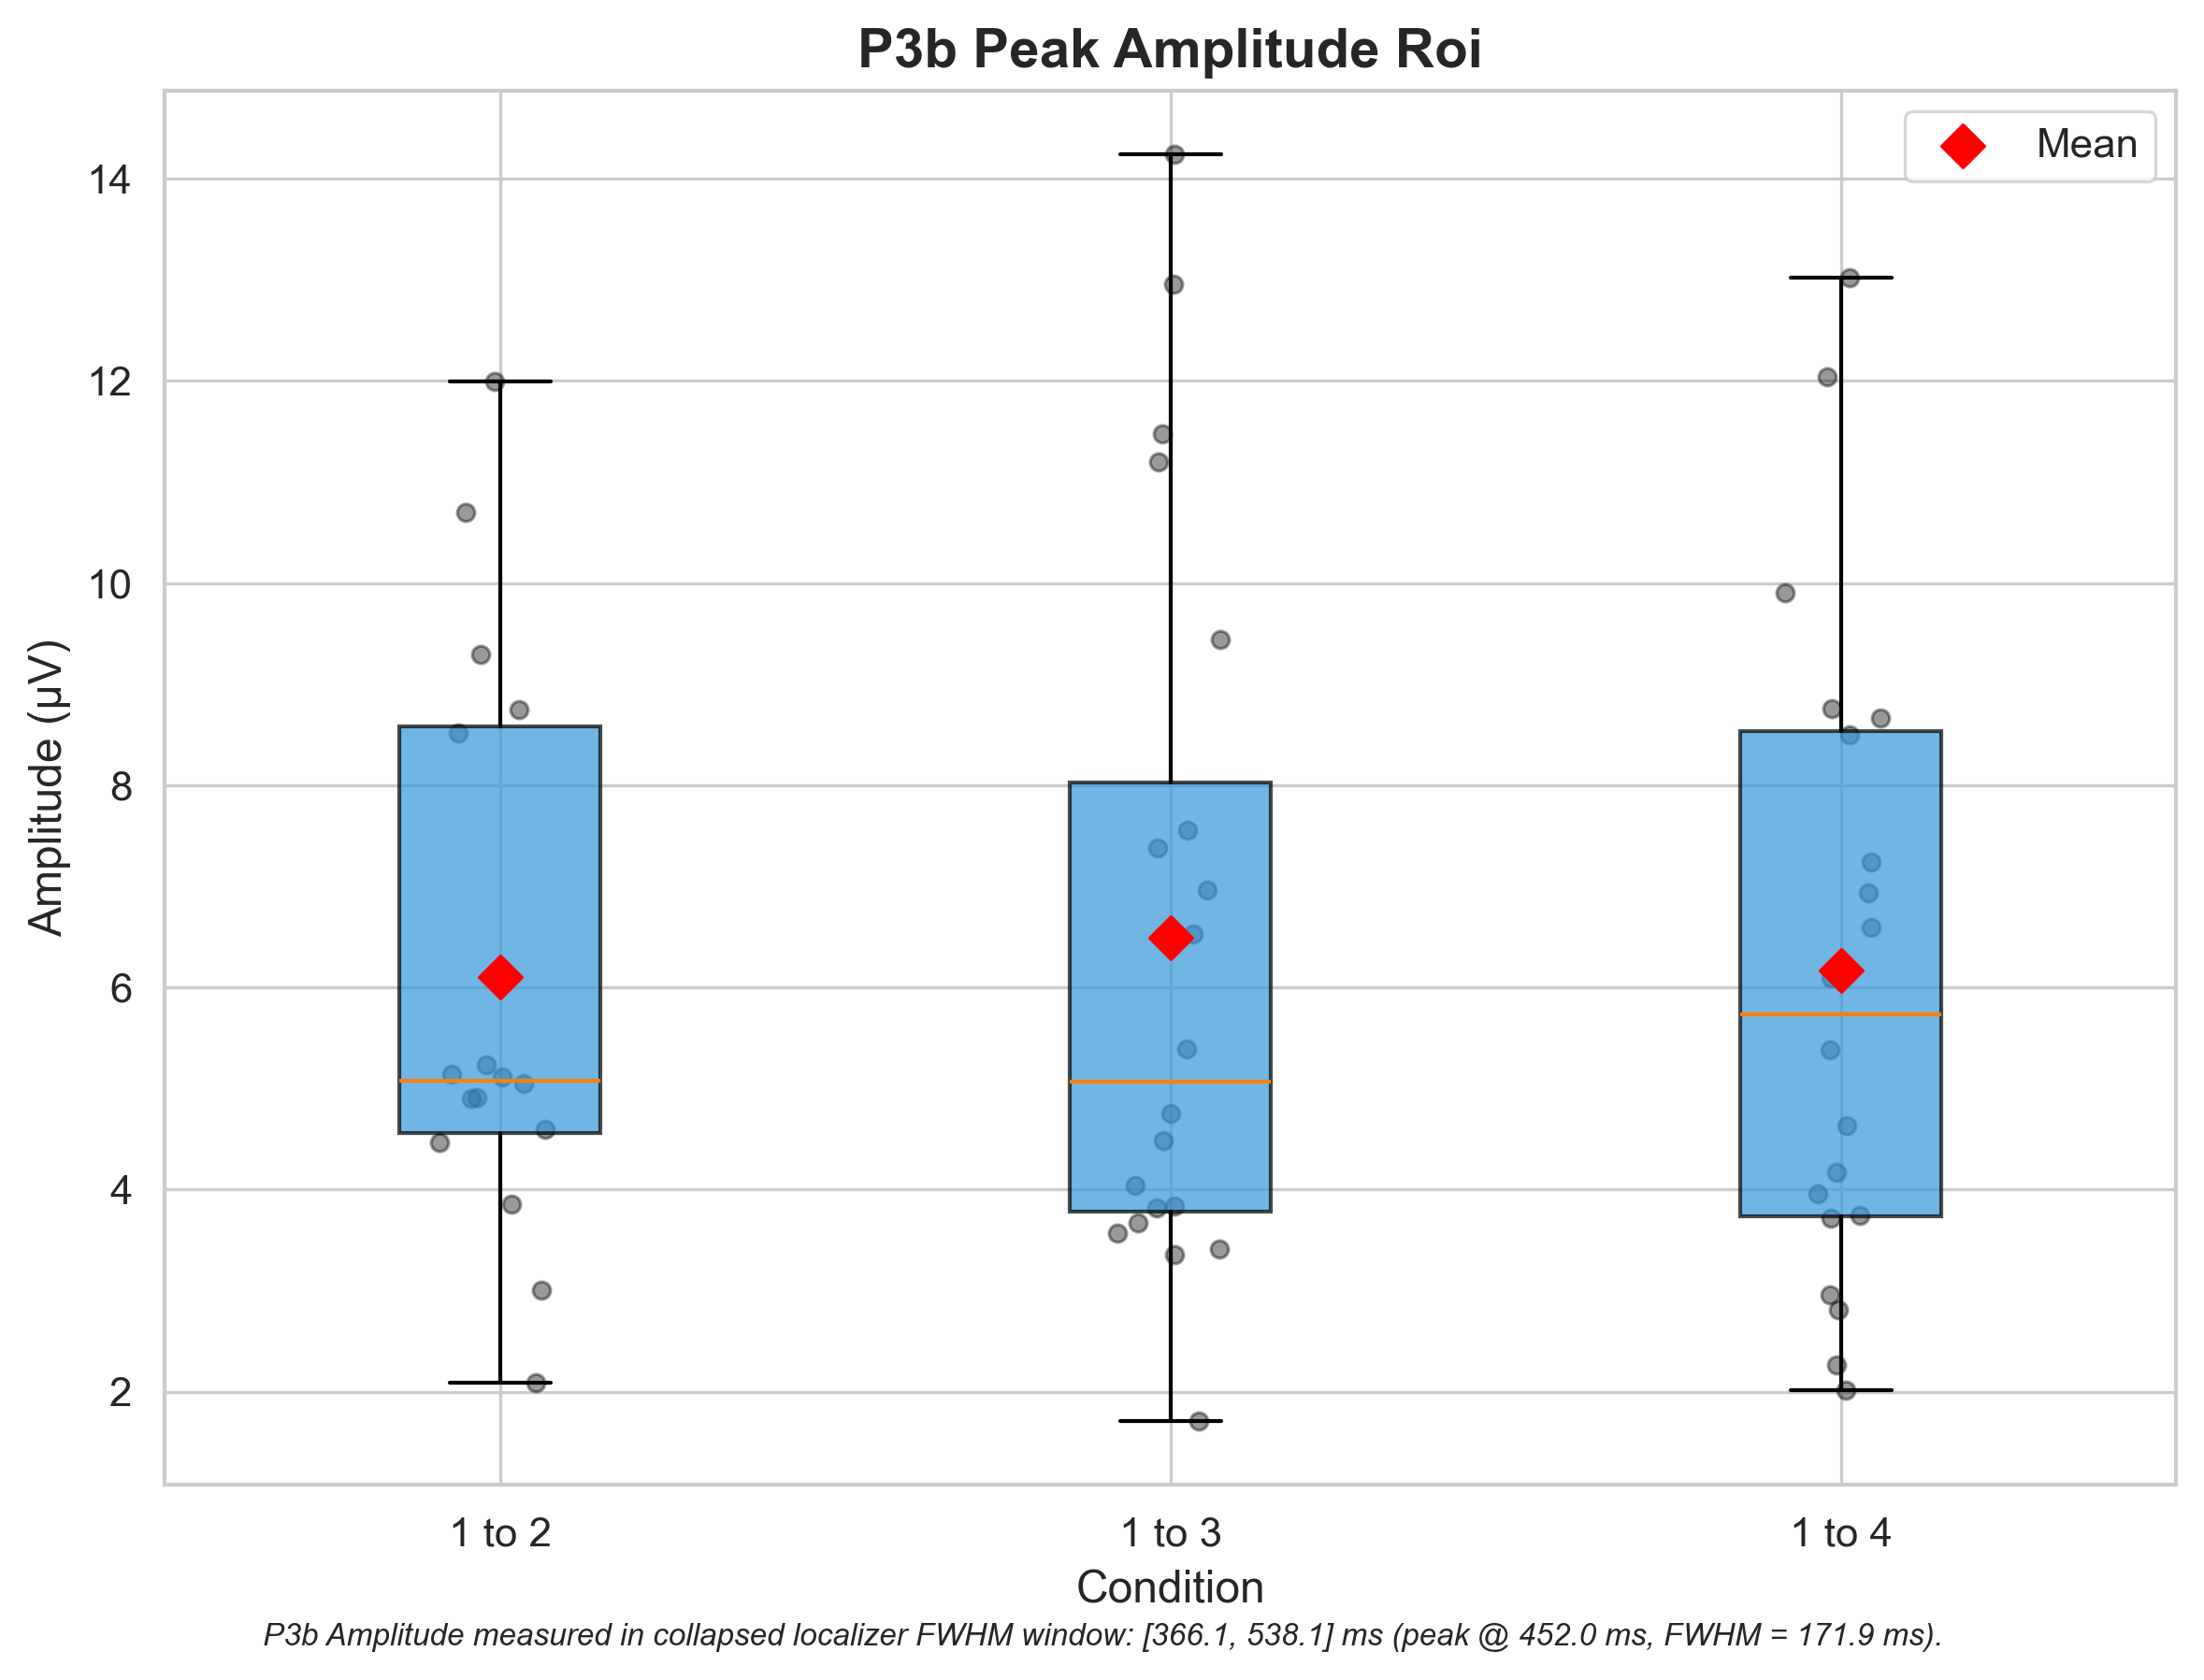 P3b Peak Amplitude Roi
Mean
14
12
10
8
6
4
2
Amplitude (µV)
1 to 2
1 to 3
1 to 4
Condition
P3b Amplitude measured in collapsed localizer FWHM window: [366.1, 538.1] ms (peak @ 452.0 ms, FWHM = 171.9 ms).